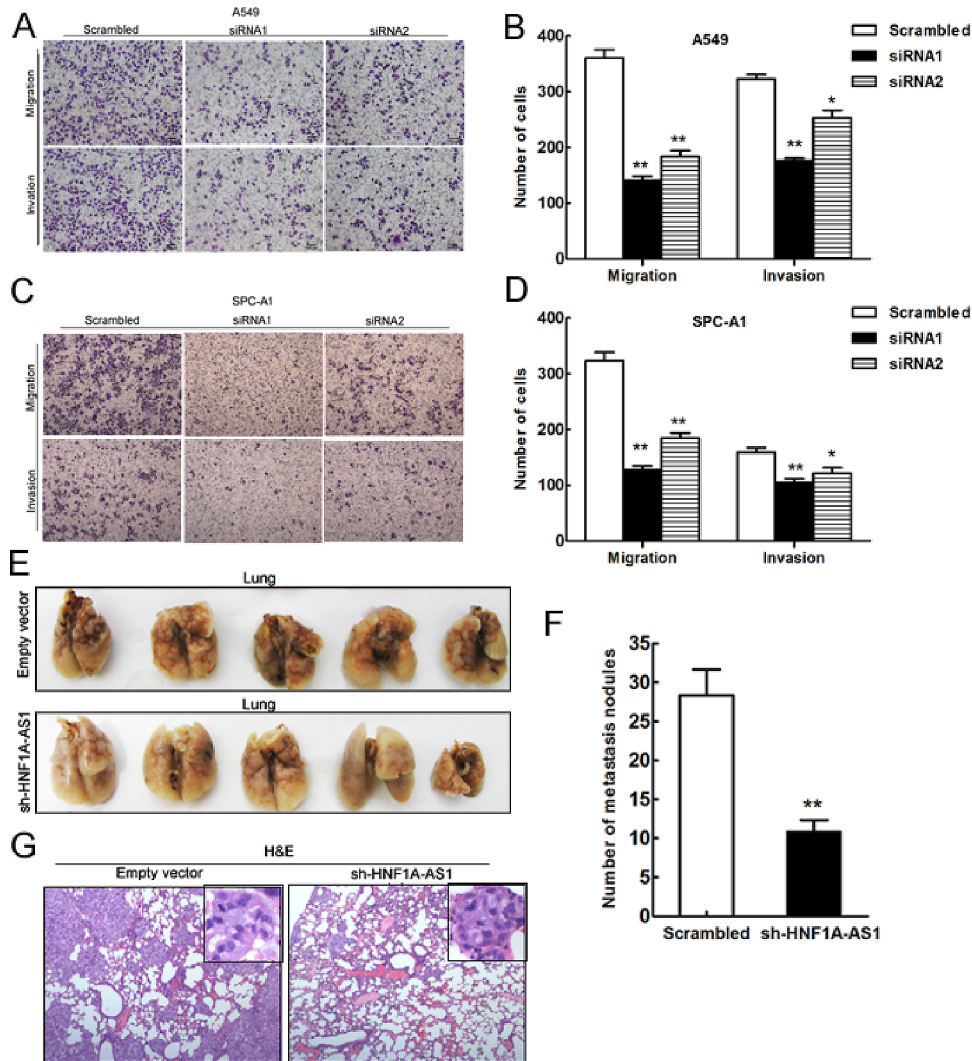 A
A549
Scrambled siRNA1 siRNA2
Migration
Invation
B
A549
Scrambled
siRNA1
siRNA2
Number of cells
400
300
200
100
0
** **
** *
Migration Invasion
C
SPC-A1
Scrambled siRNA1 siRNA2
Migration
Invasion
D
SPC-A1
Scrambled
siRNA1
siRNA2
Number of cells
400
300
200
100
0
** **
** *
Migration Invasion
E
Lung
Empty vector
Lung
sh-HNF1A-AS1
F
Number of metastasis nodules
35
30
25
20
15
10
5
0
**
Scrambled sh-HNF1A-AS1
G
H&E
Empty vector sh-HNF1A-AS1